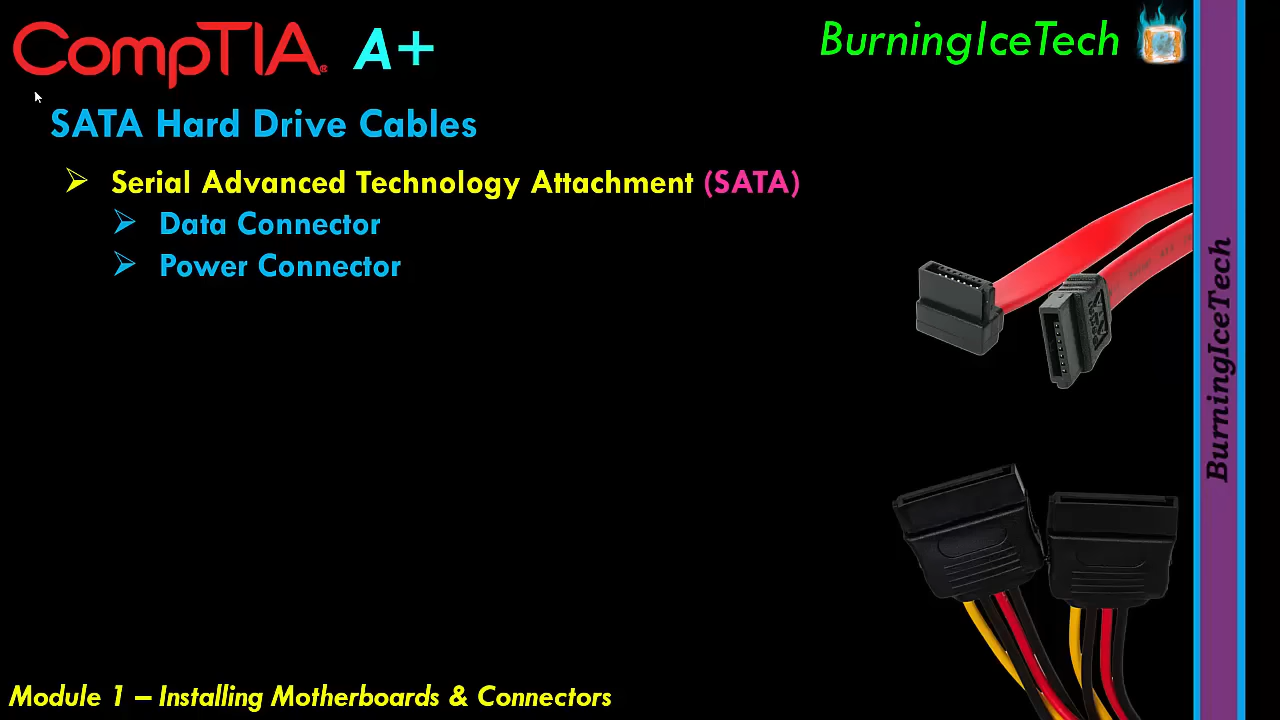 CompTIA® A+
BurningIceTech
SATA Hard Drive Cables
➢ Serial Advanced Technology Attachment (SATA)
➢ Data Connector
➢ Power Connector
BurningIceTech
Module 1 – Installing Motherboards & Connectors